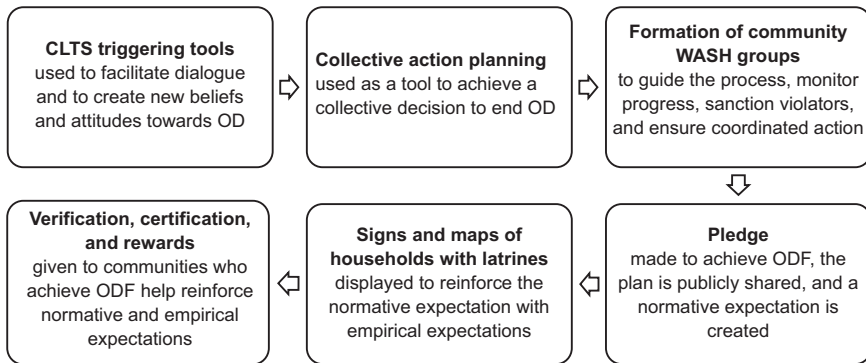 CLTS triggering tools
used to facilitate dialogue
and to create new beliefs
and attitudes towards OD
Collective action planning
used as a tool to achieve a
collective decision to end OD
Formation of community
WASH groups
to guide the process, monitor
progress, sanction violators,
and ensure coordinated action
Pledge
made to achieve ODF, the
plan is publicly shared, and a
normative expectation is
created
Signs and maps of
households with latrines
displayed to reinforce the
normative expectation with
empirical expectations
Verification, certification,
and rewards
given to communities who
achieve ODF help reinforce
normative and empirical
expectations